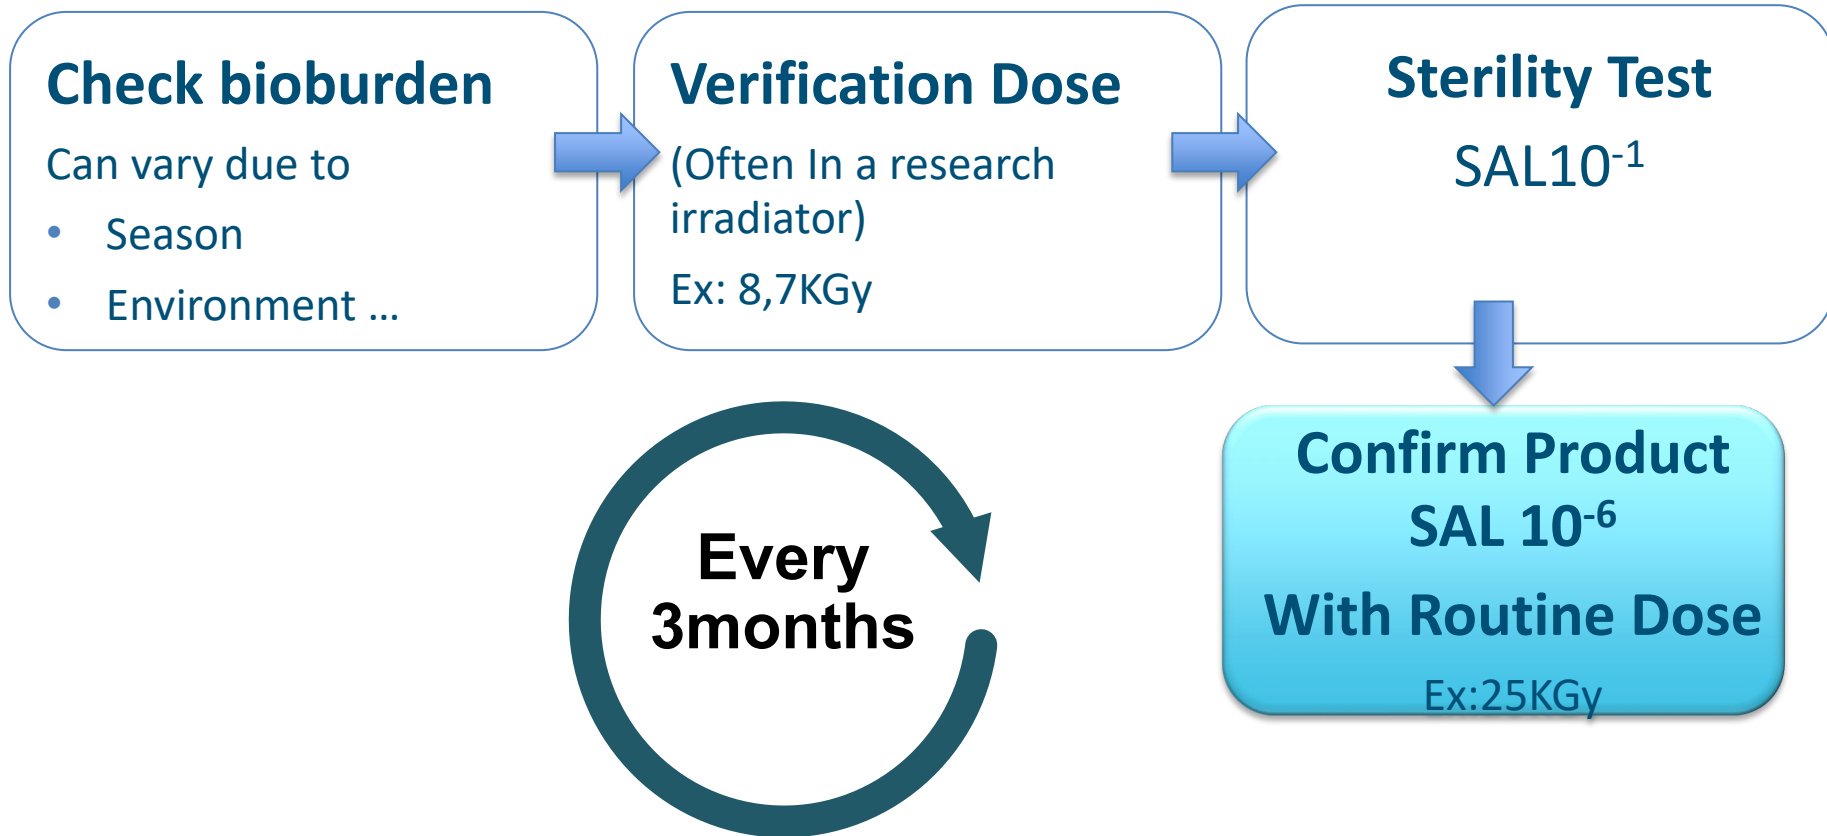 Check bioburden
Can vary due to
• Season
• Environment ...
Verification Dose
(Often In a research
irradiator)
Ex: 8,7KGy
Sterility Test
SAL10⁻¹
Every
3months
Confirm Product
SAL 10⁻⁶
With Routine Dose
Ex:25KGy